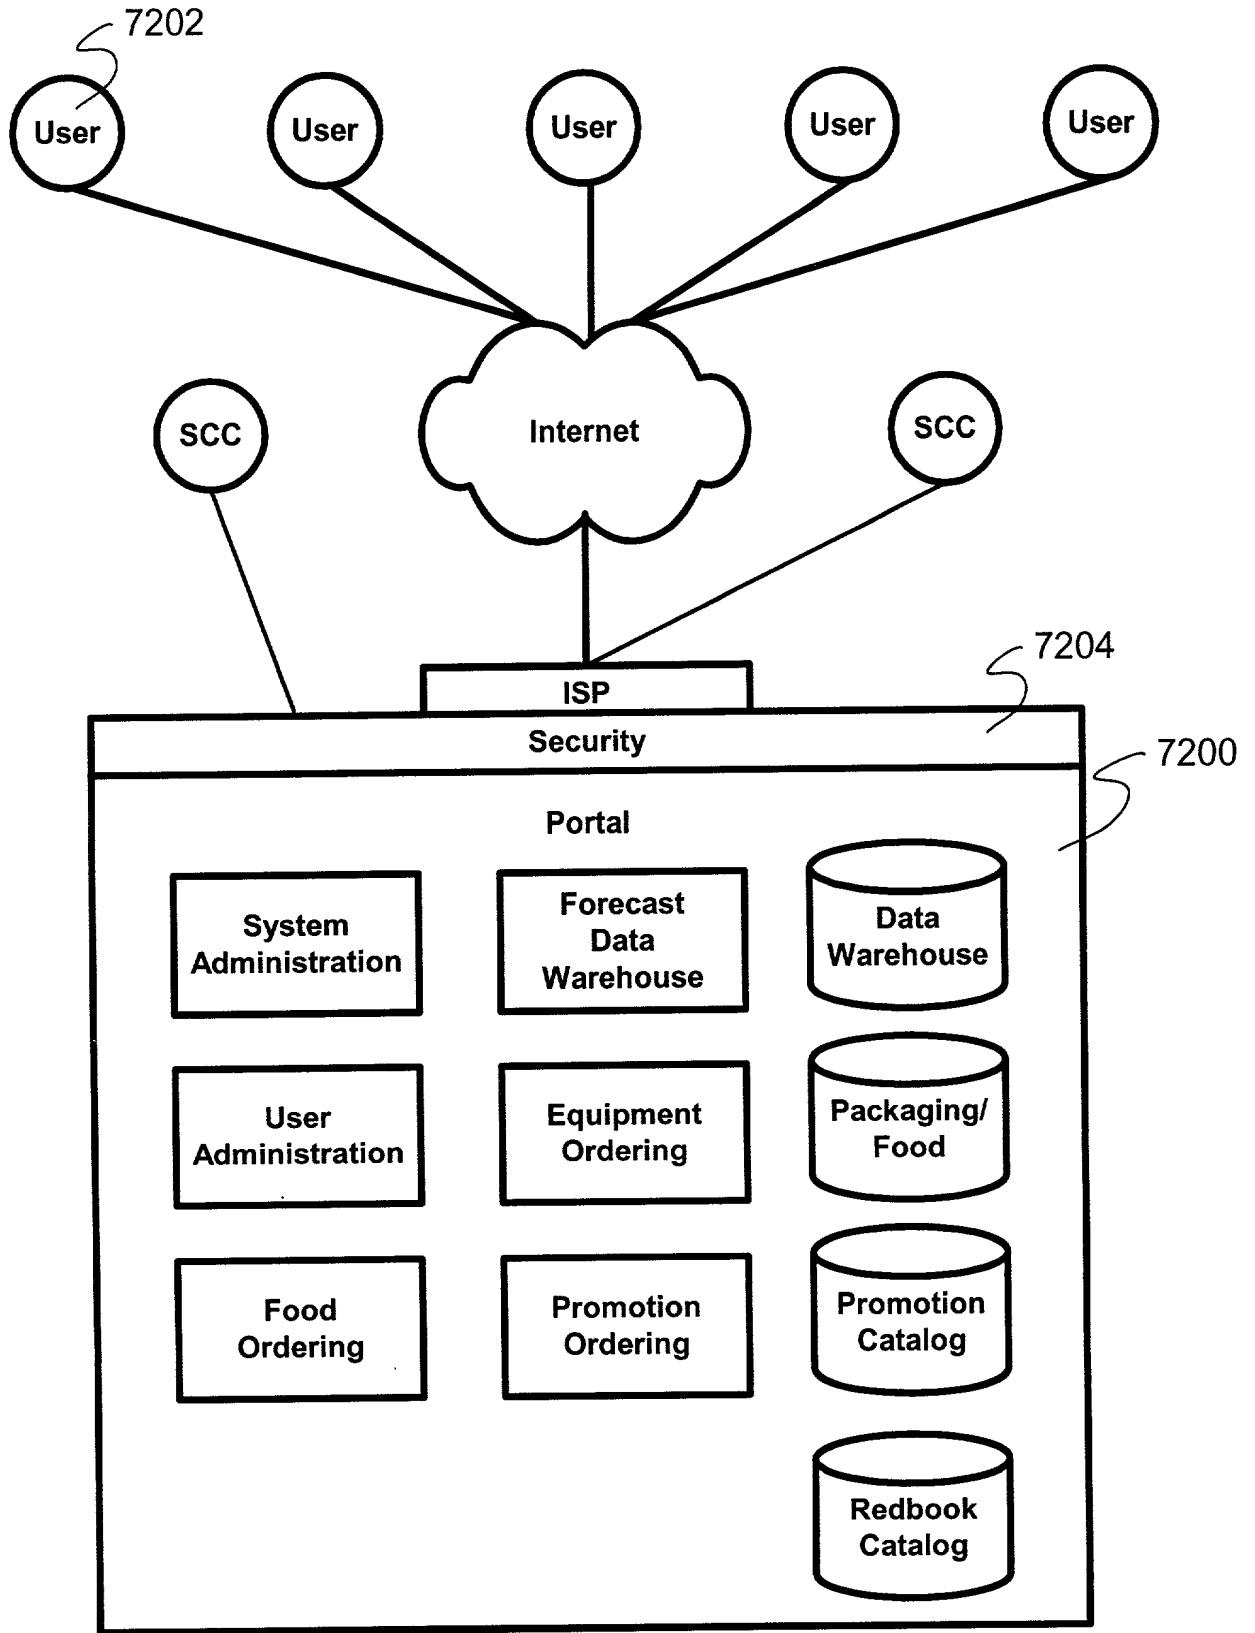 7202
User
User
User
User
User
SCC
Internet
SCC
7204
ISP
Security
7200
Portal
System
Administration
Forecast
Data
Warehouse
Data
Warehouse
User
Administration
Equipment
Ordering
Packaging/
Food
Food
Ordering
Promotion
Ordering
Promotion
Catalog
Redbook
Catalog